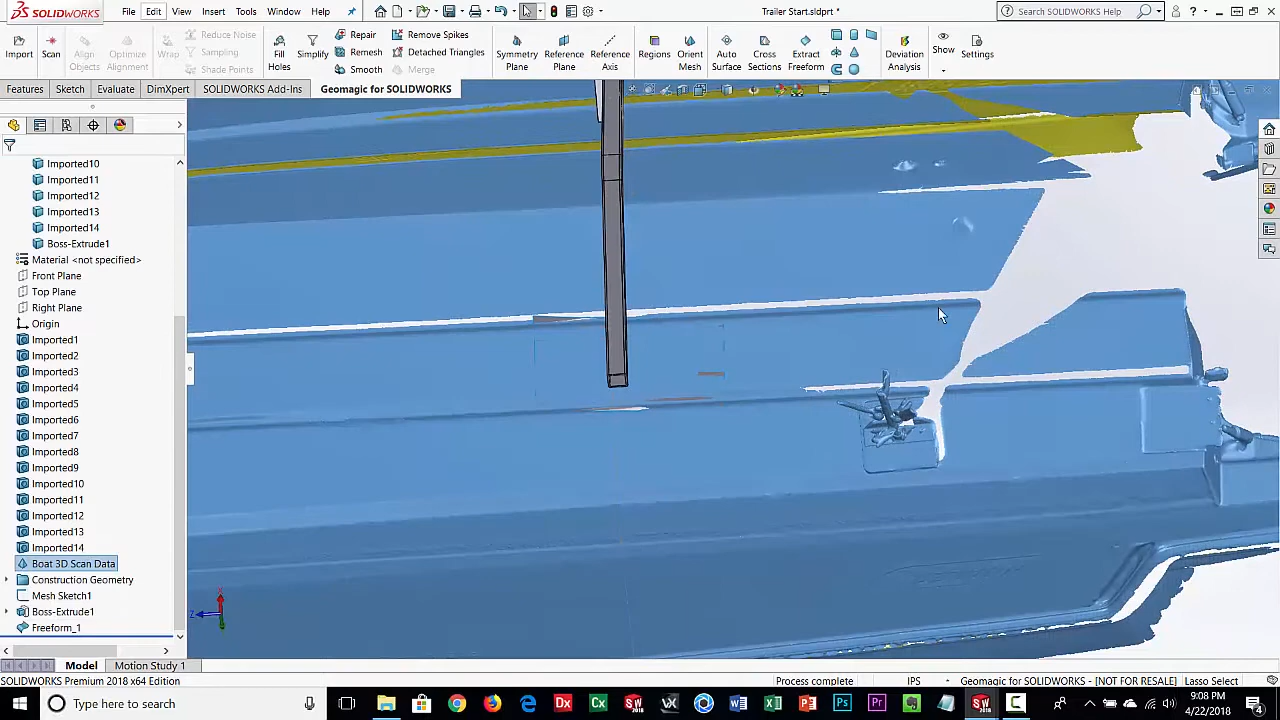 SOLIDWORKS
File
Edit
View
Insert
Tools
Window
Help
Trailer Start.sldprt *
Search SOLIDWORKS Help
Import
Scan
Align Objects
Optimize Alignment
Wrap
Reduce Noise
Sampling
Shade Points
Fill Holes
Simplify
Repair
Remesh
Smooth
Remove Spikes
Detached Triangles
Merge
Symmetry Plane
Reference Plane
Reference Axis
Regions
Orient Mesh
Auto Surface
Cross Sections
Extract Freeform
Deviation Analysis
Show
Settings
Features
Sketch
Evaluate
DimXpert
SOLIDWORKS Add-Ins
Geomagic for SOLIDWORKS
Imported10
Imported11
Imported12
Imported13
Imported14
Boss-Extrude1
Material <not specified>
Front Plane
Top Plane
Right Plane
Origin
Imported1
Imported2
Imported3
Imported4
Imported5
Imported6
Imported7
Imported8
Imported9
Imported10
Imported11
Imported12
Imported13
Imported14
Boat 3D Scan Data
Construction Geometry
Mesh Sketch1
Boss-Extrude1
Freeform_1
X
Z
Model
Motion Study 1
SOLIDWORKS Premium 2018 x64 Edition
Process complete
IPS
Geomagic for SOLIDWORKS - [NOT FOR RESALE]
Lasso Select
Type here to search
9:08 PM
4/22/2018